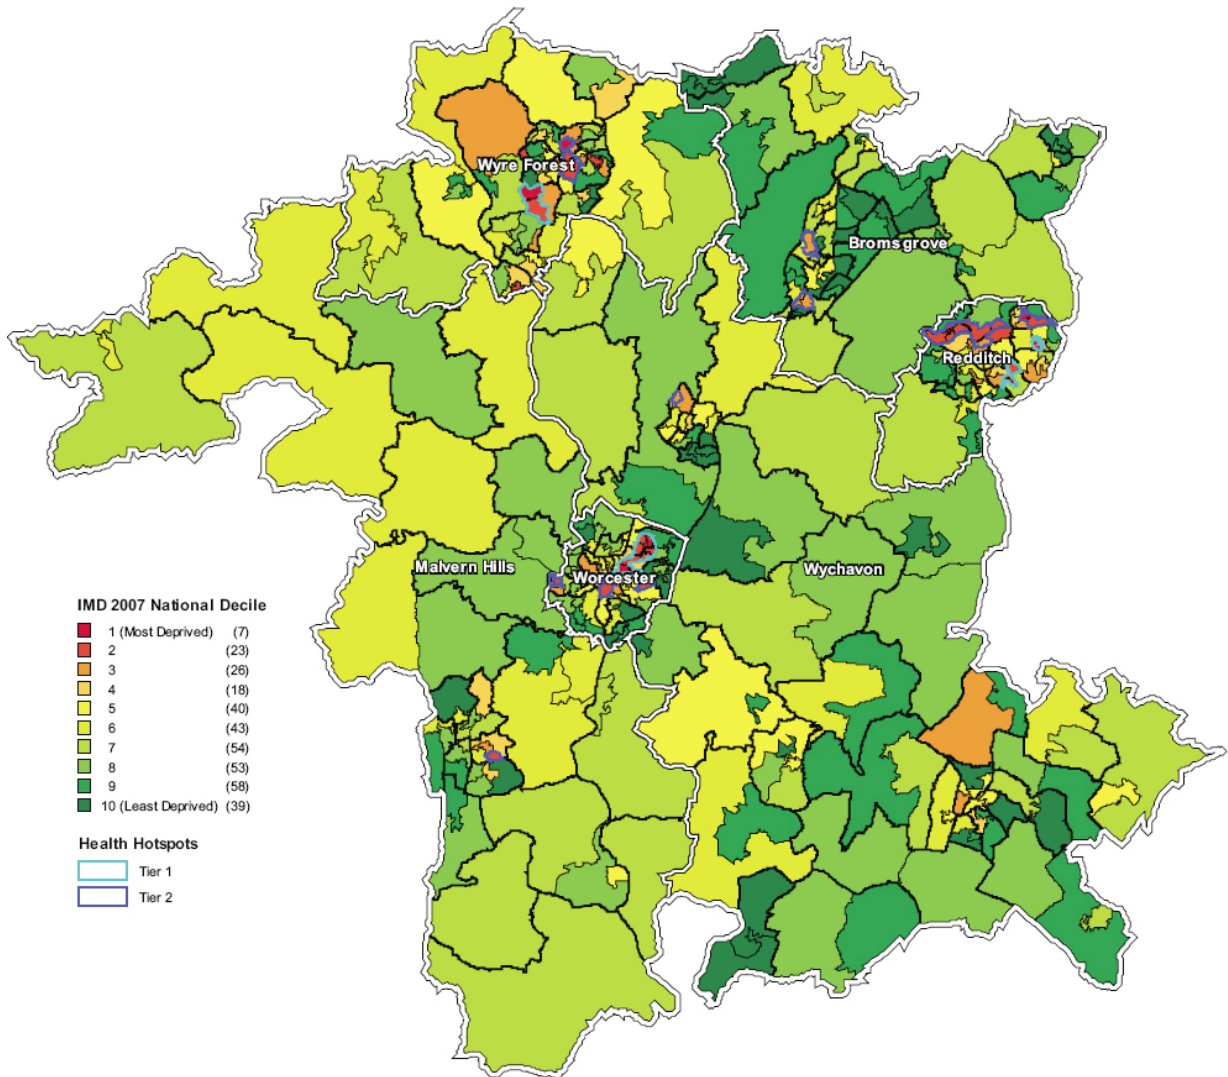 Wyre Forest
Bromsgrove
Redditch
Malvern Hills
Worcester
Wychavon
IMD 2007 National Decile
1 (Most Deprived) (7)
2 (23)
3 (26)
4 (18)
5 (40)
6 (43)
7 (54)
8 (53)
9 (58)
10 (Least Deprived) (39)
Health Hotspots
Tier 1
Tier 2